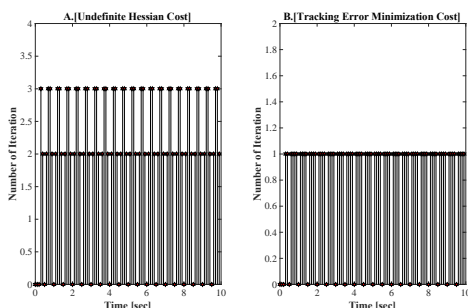 A.[Undefinite Hessian Cost]
Number of Iteration
4
3.5
3
2.5
2
1.5
1
0.5
0
0 2 4 6 8 10
Time [sec]
B.[Tracking Error Minimization Cost]
Number of Iteration
2
1.8
1.6
1.4
1.2
1
0.8
0.6
0.4
0.2
0
0 2 4 6 8 10
Time [sec]